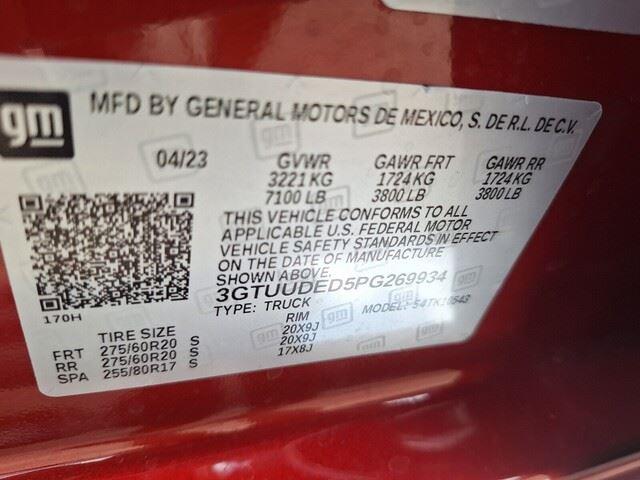 gm
MFD BY GENERAL MOTORS DE MEXICO, S. DE R.L. DE C.V.
04/23 GVWR GAWR FRT GAWR RR
3221 KG 1724 KG 1724 KG
7100 LB 3800 LB 3800 LB
THIS VEHICLE CONFORMS TO ALL
APPLICABLE U.S. FEDERAL MOTOR
VEHICLE SAFETY STANDARDS IN EFFECT
ON THE DATE OF MANUFACTURE
3GTUUDED5PG269934
170H TYPE: TRUCK MODEL: S4TK10543
TIRE SIZE RIM
FRT 275/60R20 S 20X9J
RR 275/60R20 S 20X9J
SPA 255/80R17 S 17X8J